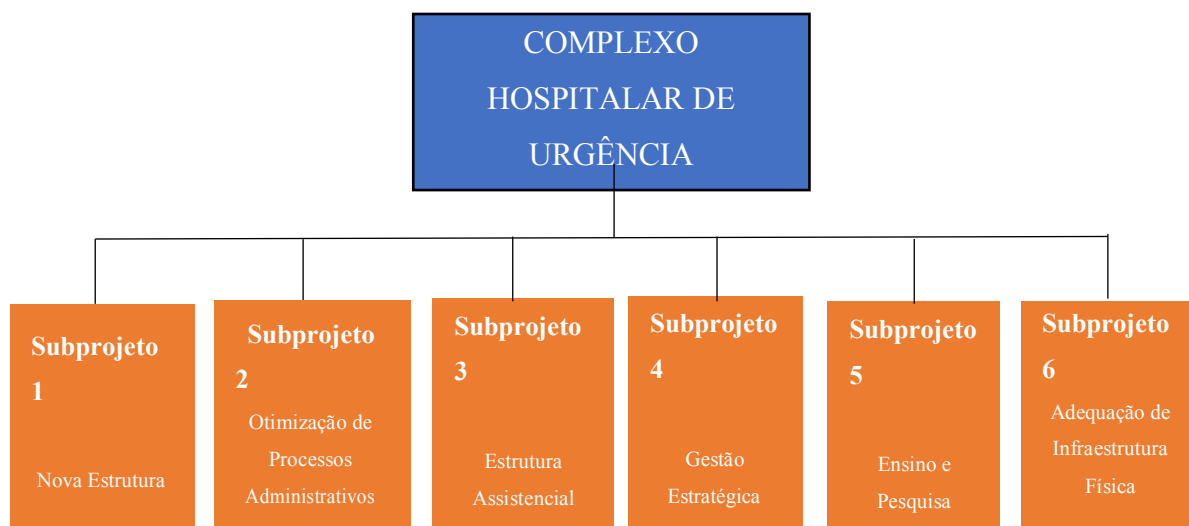 COMPLEXO
HOSPITALAR DE
URGÊNCIA
Subprojeto
1
Nova Estrutura
Subprojeto
2
Otimização de
Processos
Administrativos
Subprojeto
3
Estrutura
Assistencial
Subprojeto
4
Gestão
Estratégica
Subprojeto
5
Ensino e
Pesquisa
Subprojeto
6
Adequação de
Infraestrutura
Física